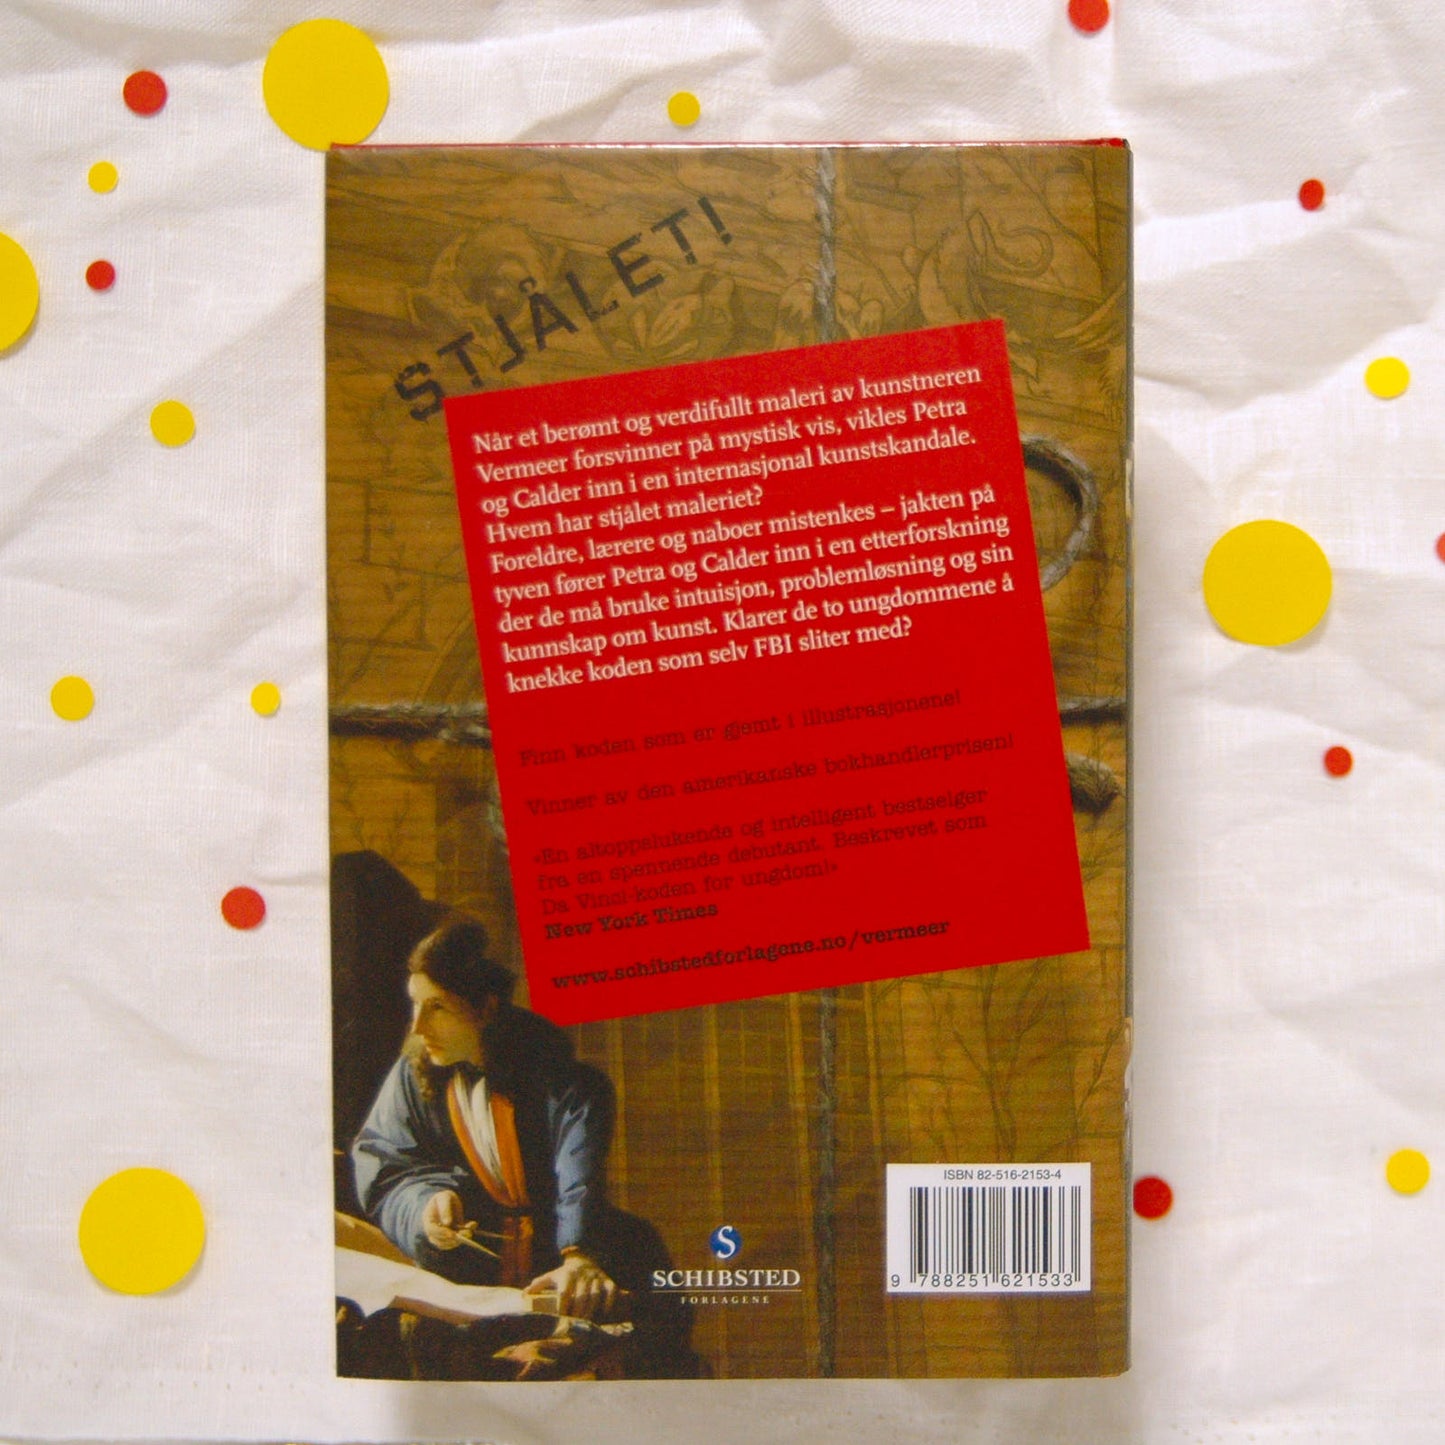 STJÅLET!
Når et berømt og verdifullt maleri av kunstneren
Vermeer forsvinner på mystisk vis, vikles Petra
og Calder inn i en internasjonal kunstskandale.
Hvem har stjålet maleriet?
Foreldre, lærere og naboer mistenkes – jakten på
tyven fører Petra og Calder inn i en etterforskning
der de må bruke intuisjon, problemløsning og sin
kunnskap om kunst. Klarer de to ungdommene å
knekke koden som selv FBI sliter med?
Finn koden som er gjemt i illustrasjonene!
Vinner av den amerikanske bokhandlerprisen!
«En altoppslukende og intelligent bestselger
fra en spennende debutant. Beskrevet som
Da Vinci-koden for ungdom!»
New York Times
www.schibstedforlagene.no/vermeer
ISBN 82-516-2153-4
9 788251 621533
S
SCHIBSTED
FORLAGENE